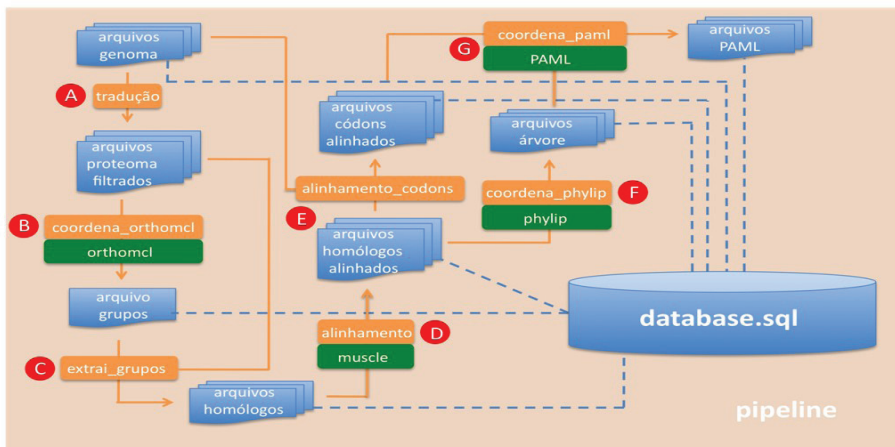 arquivos
genoma
A
tradução
arquivos
proteoma
filtrados
B
coordena_orthomcl
orthomcl
arquivo
grupos
C
extrai_grupos
arquivos
homólogos
alinhamento
D
muscle
arquivos
homólogos
alinhados
E
alinhamento_codons
arquivos
códons
alinhados
coordena_phylip
F
phylip
arquivos
árvore
G
coordena_paml
PAML
arquivos
PAML
database.sql
pipeline